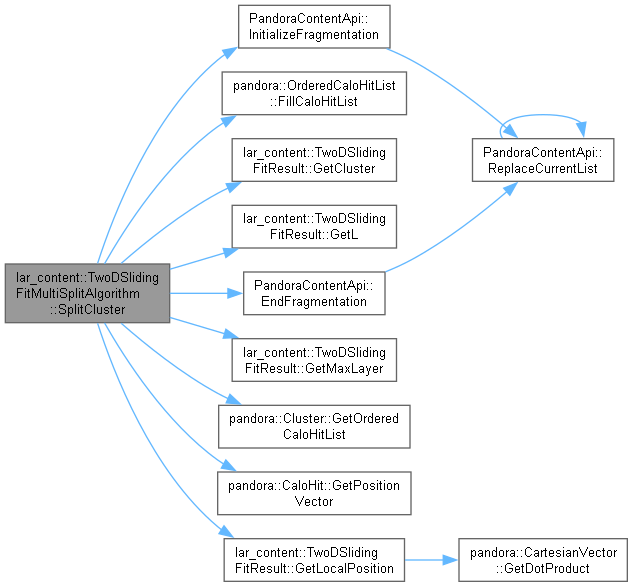 PandoraContentApi::
InitializeFragmentation
pandora::OrderedCaloHitList
::FillCaloHitList
lar_content::TwoDSliding
FitResult::GetCluster
lar_content::TwoDSliding
FitResult::GetL
PandoraContentApi::
EndFragmentation
lar_content::TwoDSliding
FitResult::GetMaxLayer
pandora::Cluster::GetOrdered
CaloHitList
pandora::CaloHit::GetPosition
Vector
lar_content::TwoDSliding
FitResult::GetLocalPosition
lar_content::TwoDSliding
FitMultiSplitAlgorithm
::SplitCluster
PandoraContentApi::
ReplaceCurrentList
pandora::CartesianVector
::GetDotProduct